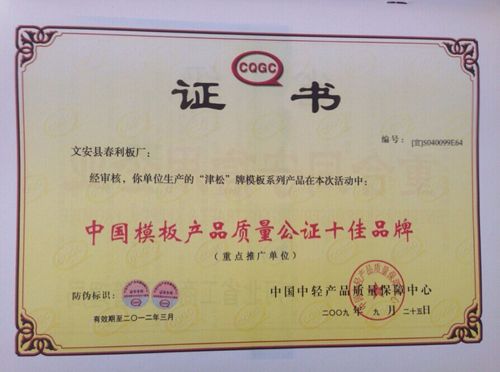 CQGC
证书
编号：[宜]S040099E64
文安县春利板厂：
经审核，你单位生产的“津松”牌模板系列产品在本次活动中：
中国模板产品质量公证十佳品牌
（重点推广单位）
防伪标识：
中国中轻产品质量保障中心
有效期至二○一二年三月
二○○九年九月二十五日